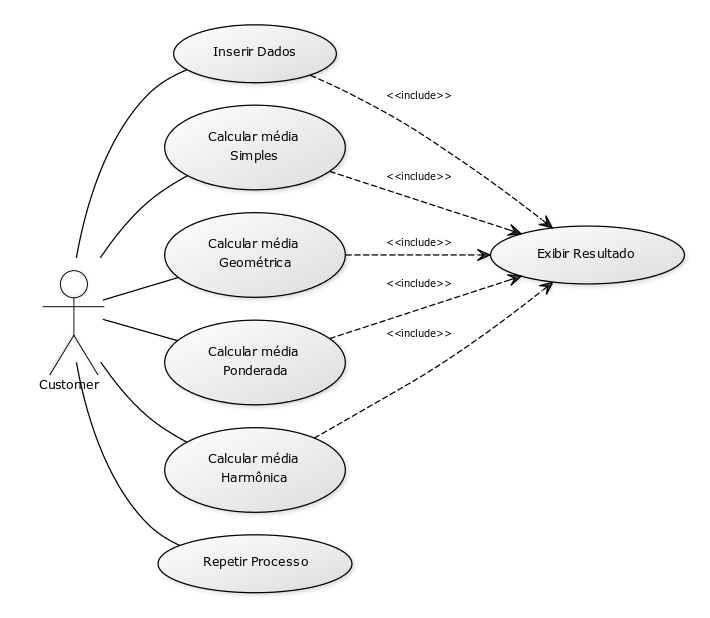 Inserir Dados
<<include>>
Calcular média
Simples
<<include>>
Calcular média
Geométrica
<<include>>
Exibir Resultado
<<include>>
Calcular média
Ponderada
<<include>>
Customer
Calcular média
Harmônica
Repetir Processo